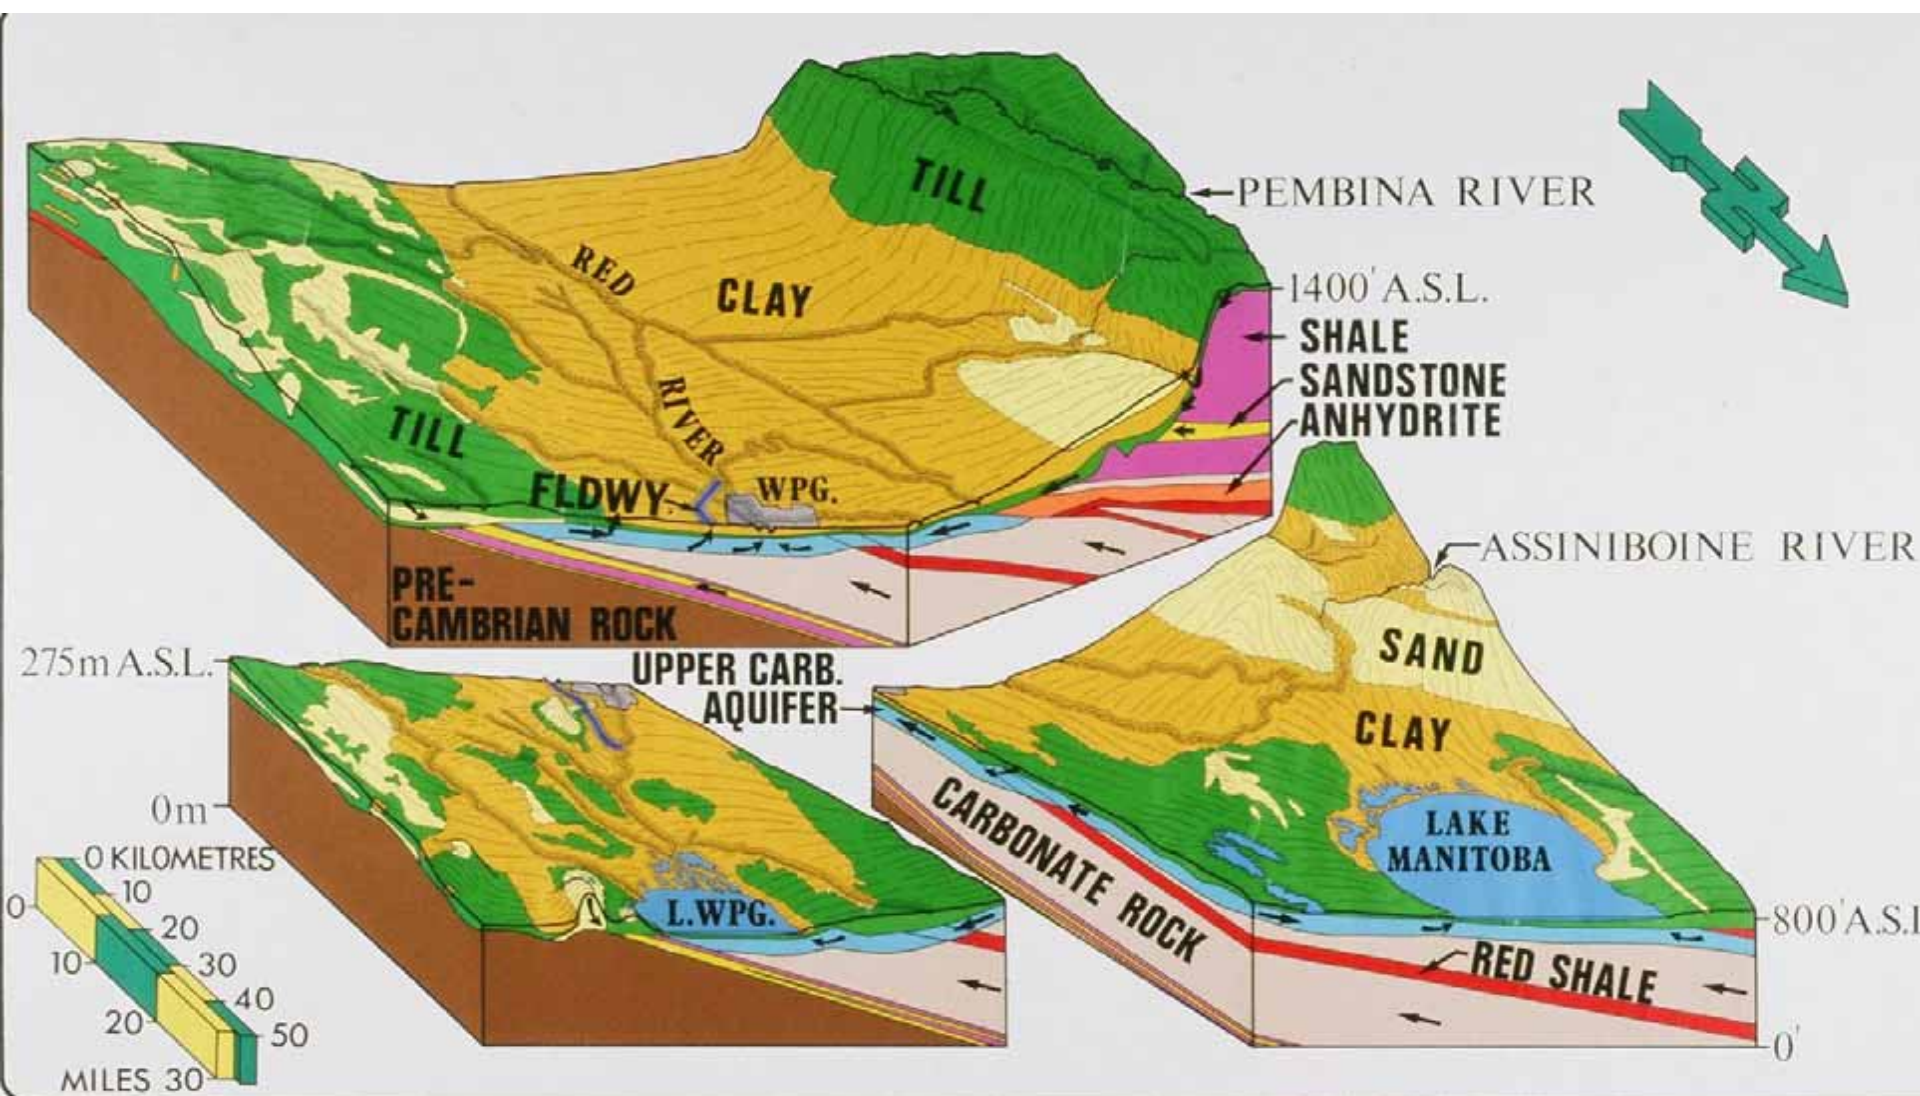 TILL
PEMBINA RIVER
RED
CLAY
1400' A.S.L.
SHALE
SANDSTONE
ANHYDRITE
RIVER
TILL
FLDWY.
WPG.
ASSINIBOINE RIVER
PRE-
CAMBRIAN ROCK
275m A.S.L.
UPPER CARB.
AQUIFER
SAND
CLAY
0m
CARBONATE ROCK
LAKE
MANITOBA
L.WPG.
800' A.S.L
RED SHALE
0'
0 KILOMETRES
10
20
30
40
50
0
10
20
MILES 30